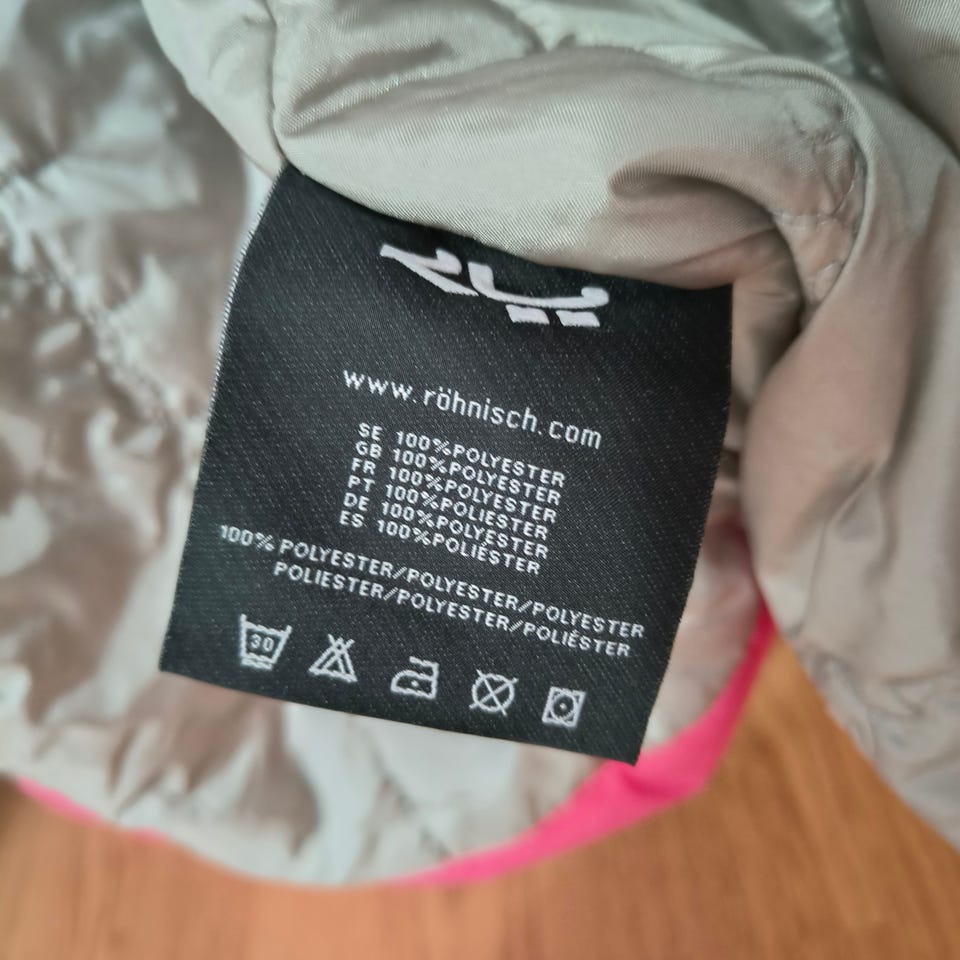 www.röhnisch.com
SE 100%POLYESTER
GB 100%POLYESTER
FR 100%POLYESTER
PT 100%POLIESTER
DE 100%POLYESTER
ES 100%POLIÉSTER
100% POLYESTER/POLYESTER/POLYESTER
POLIESTER/POLYESTER/POLIÉSTER
30